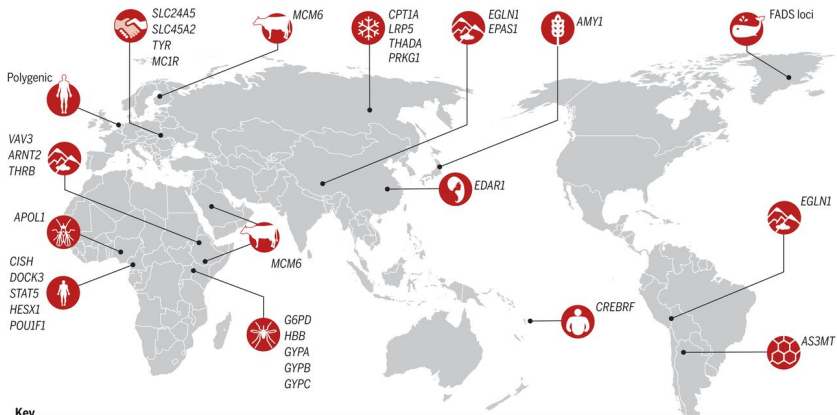 SLC24A5
SLC45A2
TYR
MC1R
MCM6
CPT1A
LRP5
THADA
PRKG1
EGLN1
EPAS1
AMY1
FADS loci
Polygenic
VAV3
ARNT2
THRB
EDAR1
APOL1
EGLN1
MCM6
CISH
DOCK3
STAT5
HESX1
POU1F1
G6PD
HBB
GYPA
GYPB
GYPC
CREBRF
AS3MT
Key